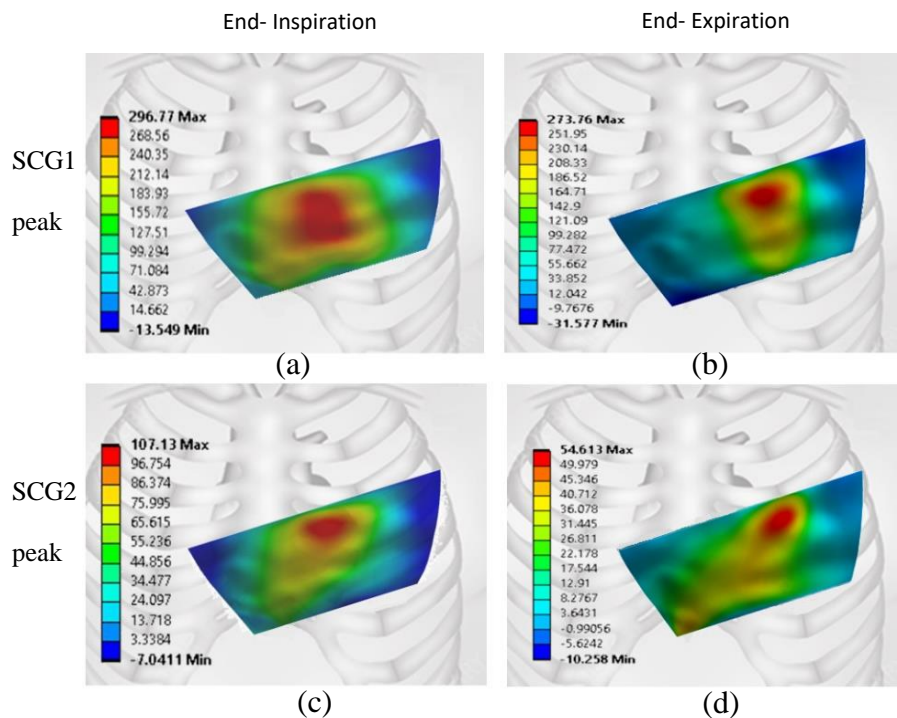 End- Inspiration
End- Expiration
SCG1
peak
296.77 Max
268.56
240.35
212.14
183.93
155.72
127.51
99.294
71.084
42.873
14.662
-13.549 Min
(a)
273.76 Max
251.95
230.14
208.33
186.52
164.71
142.9
121.09
99.282
77.472
55.662
33.852
12.042
-9.7676
-31.577 Min
(b)
SCG2
peak
107.13 Max
96.754
86.374
75.995
65.615
55.236
44.856
34.477
24.097
13.718
3.3384
-7.0411 Min
(c)
54.613 Max
49.979
45.346
40.712
36.078
31.445
26.811
22.178
17.544
12.91
8.2767
3.6431
-0.99056
-5.6242
-10.258 Min
(d)